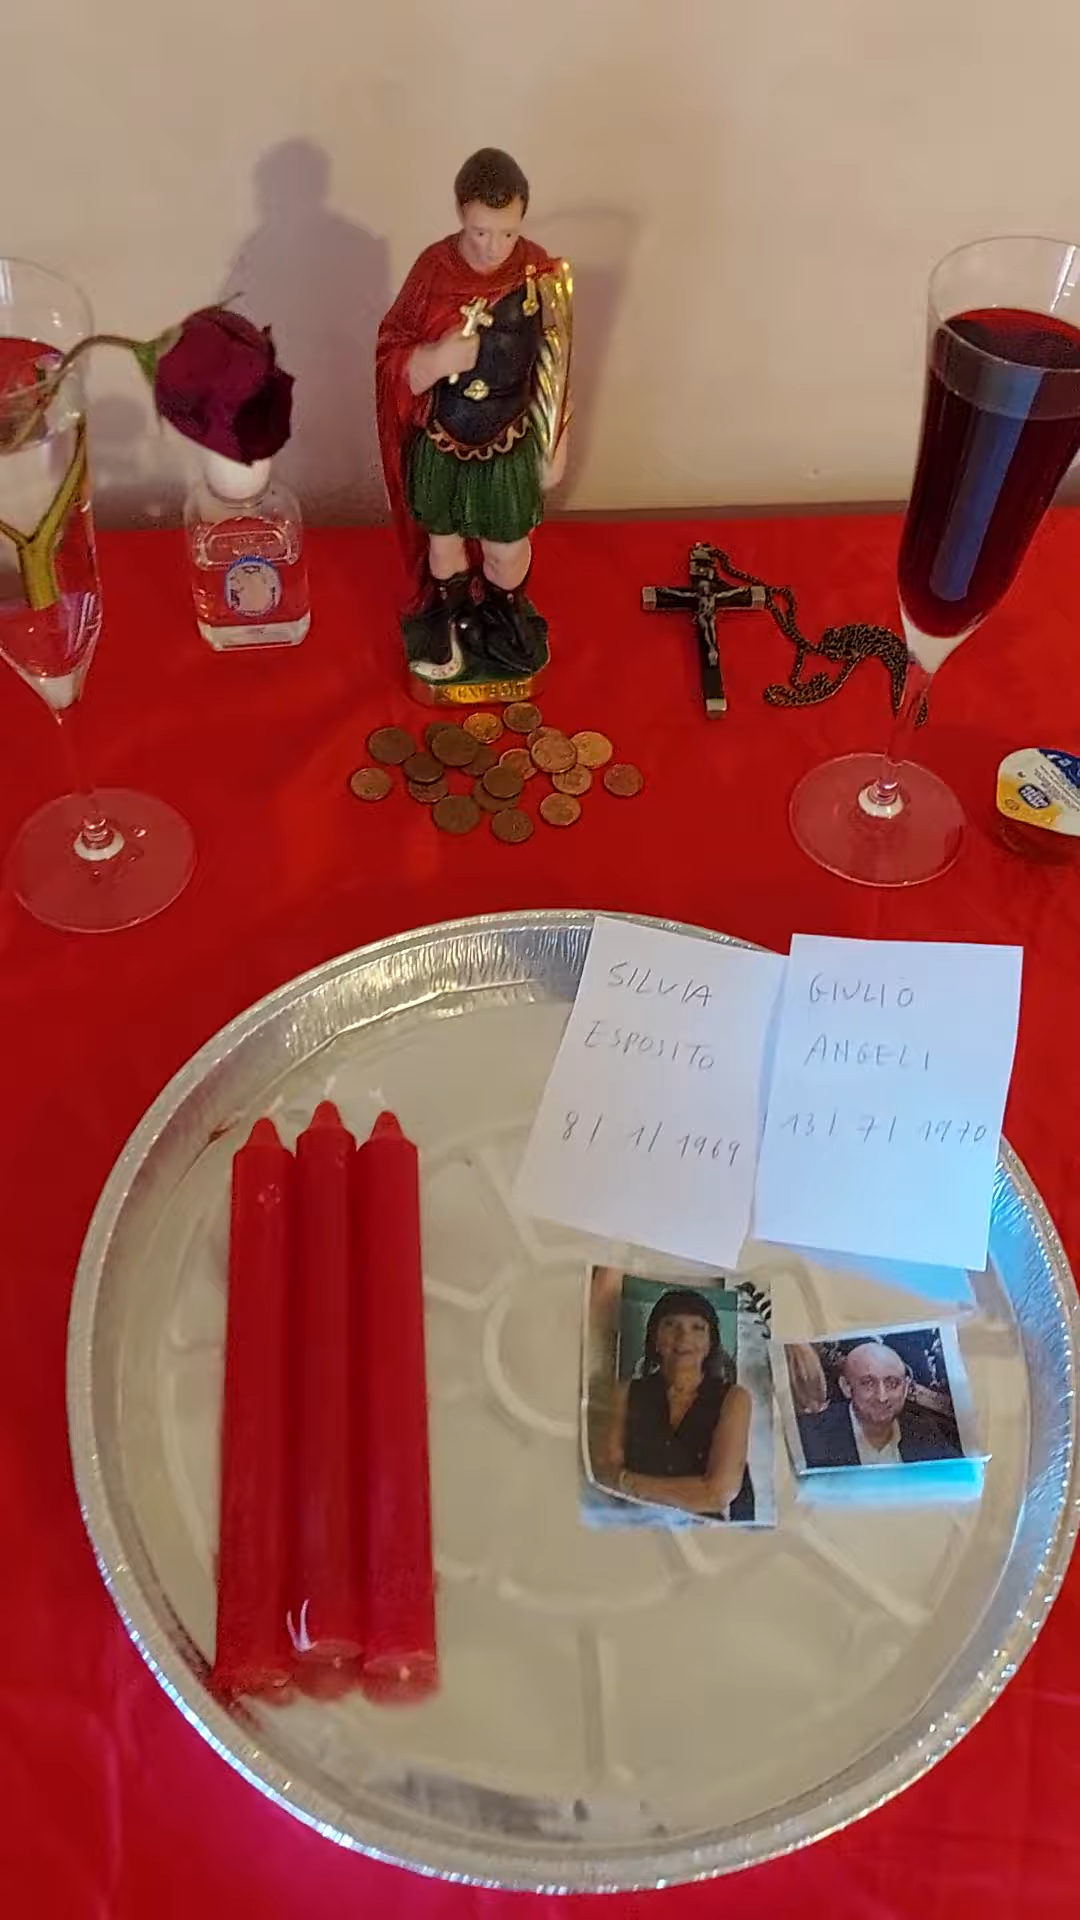 SILVIA
ESPOSITO
8/ 1/ 1969
GIULIO
ANGELI
13/ 7/ 1970